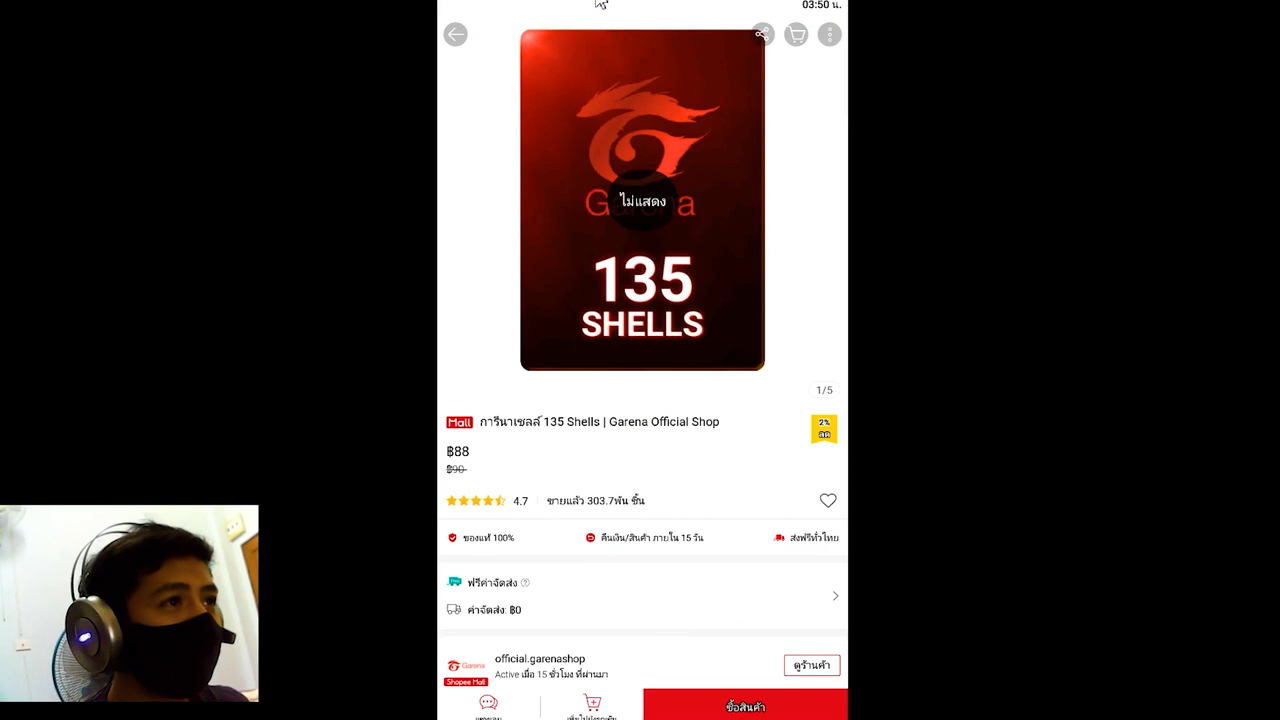 03:50 น.
Garena
ไม่แสดง
135
SHELLS
1/5
Mall การีนาเชลล์ 135 Shells | Garena Official Shop
2%
ลด
฿88
฿90
4.7 ขายแล้ว 303.7พัน ชิ้น
ของแท้ 100% คืนเงิน/สินค้า ภายใน 15 วัน ส่งฟรีทั่วไทย
ฟรีค่าจัดส่ง
ค่าจัดส่ง: ฿0
official.garenashop
Garena
Active เมื่อ 15 ชั่วโมง ที่ผ่านมา
ดูร้านค้า
Shopee Mall
ซื้อสินค้า